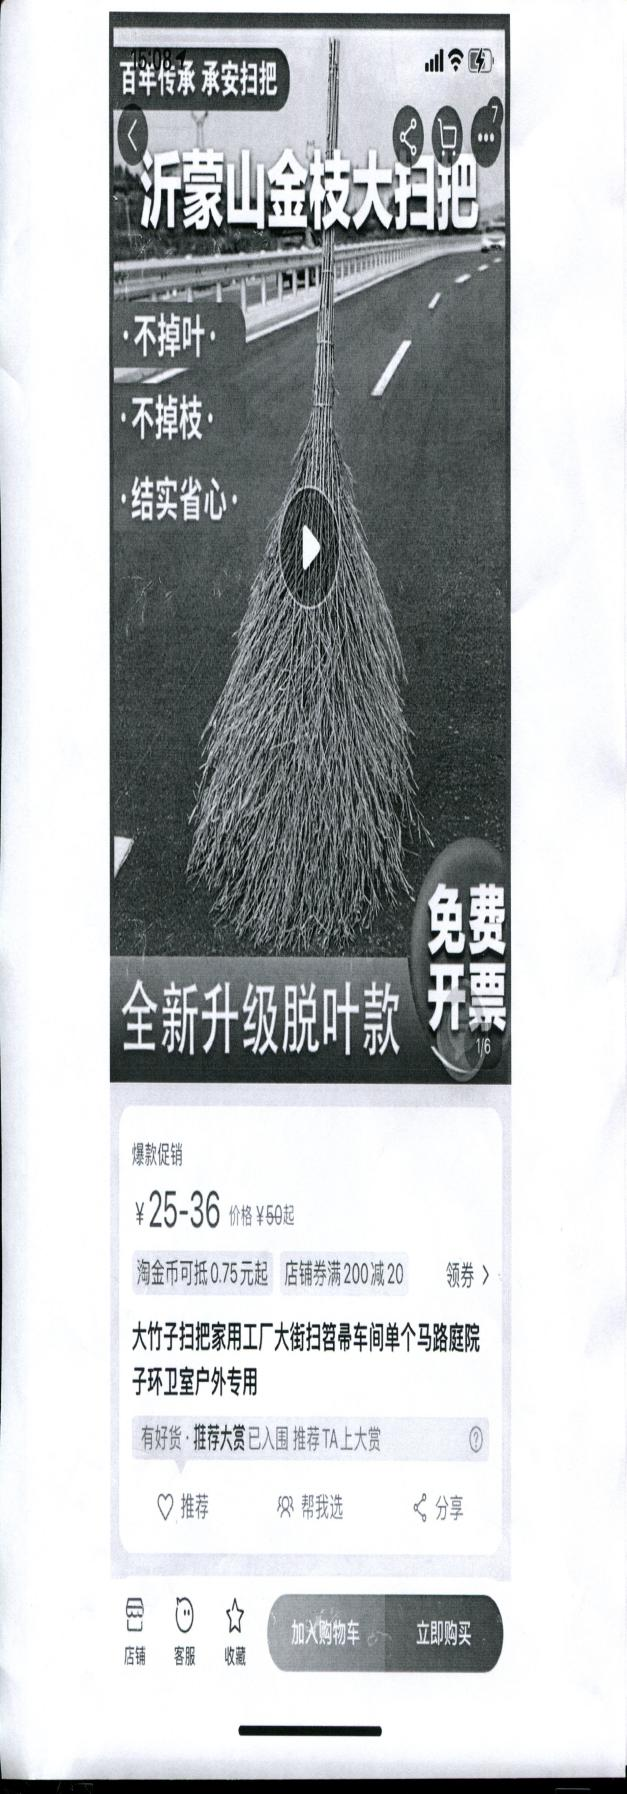 15:08
百年传承 承安扫把
7
沂蒙山金枝大扫把
·不掉叶·
·不掉枝·
·结实省心·
免费
开票
全新升级脱叶款
1/6
爆款促销
¥25-36 价格¥50起
淘金币可抵0.75元起 店铺券满200减20 领券 >
大竹子扫把家用工厂大街扫笤帚车间单个马路庭院
子环卫室户外专用
有好货·推荐大赏已入围 推荐TA上大赏
推荐 帮我选 分享
店铺 客服 收藏 加入购物车 立即购买